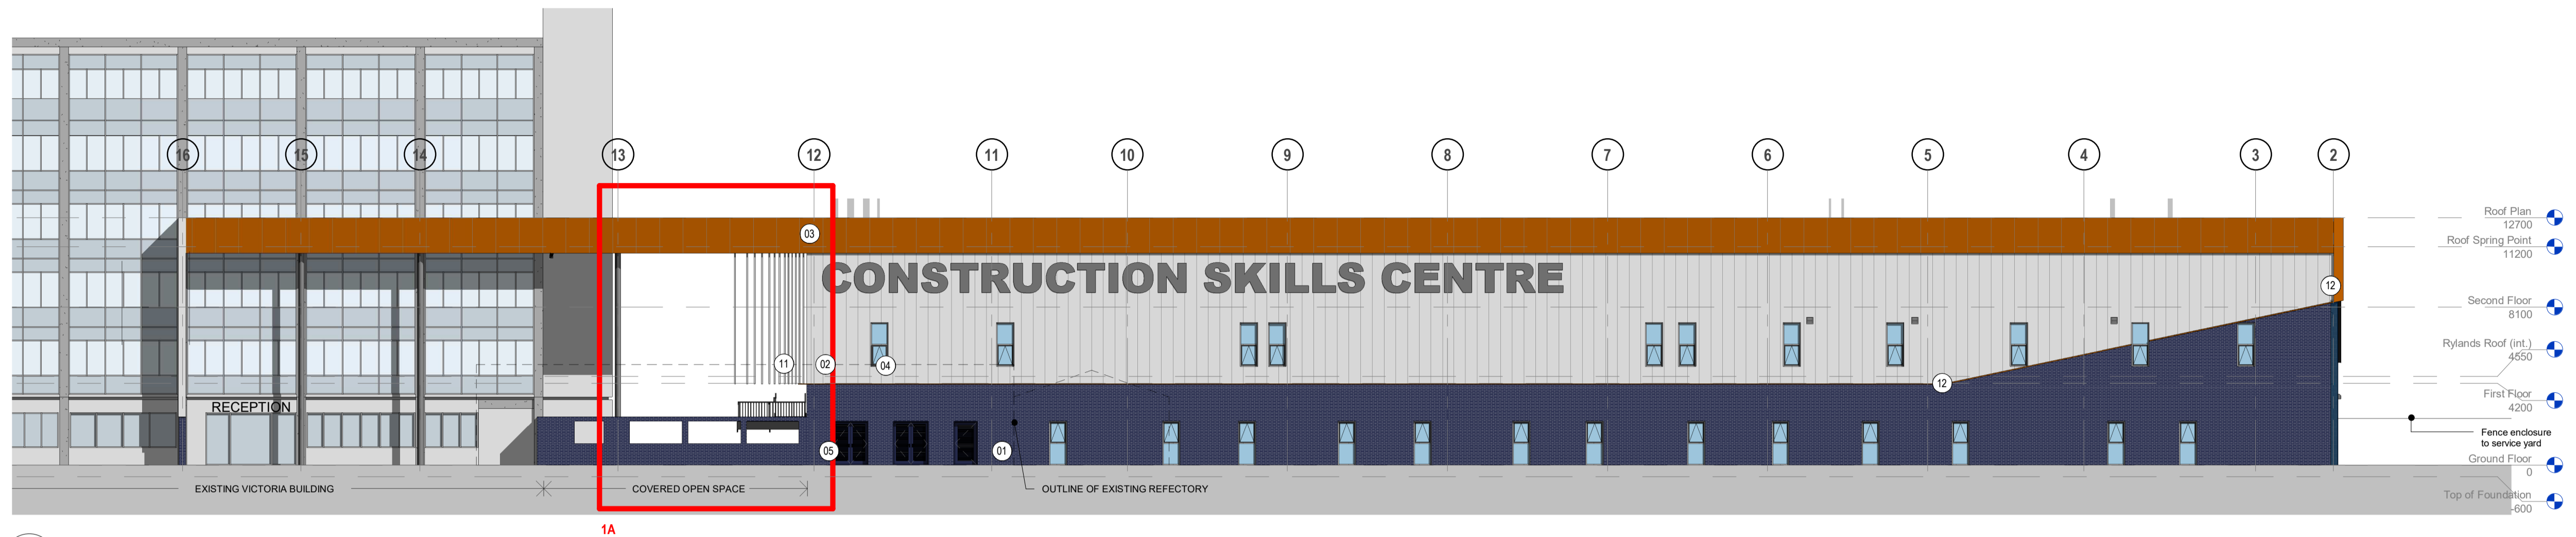 16 15 14 13 12 11 10 9 8 7 6 5 4 3 2
Roof Plan
12700
03
Roof Spring Point
11200
CONSTRUCTION SKILLS CENTRE
12
Second Floor
8100
Rylands Roof (int.)
4550
11 02 04
12
First Floor
4200
RECEPTION
Fence enclosure
to service yard
05 01
Ground Floor
0
EXISTING VICTORIA BUILDING
COVERED OPEN SPACE
OUTLINE OF EXISTING REFECTORY
Top of Foundation
-600
1A